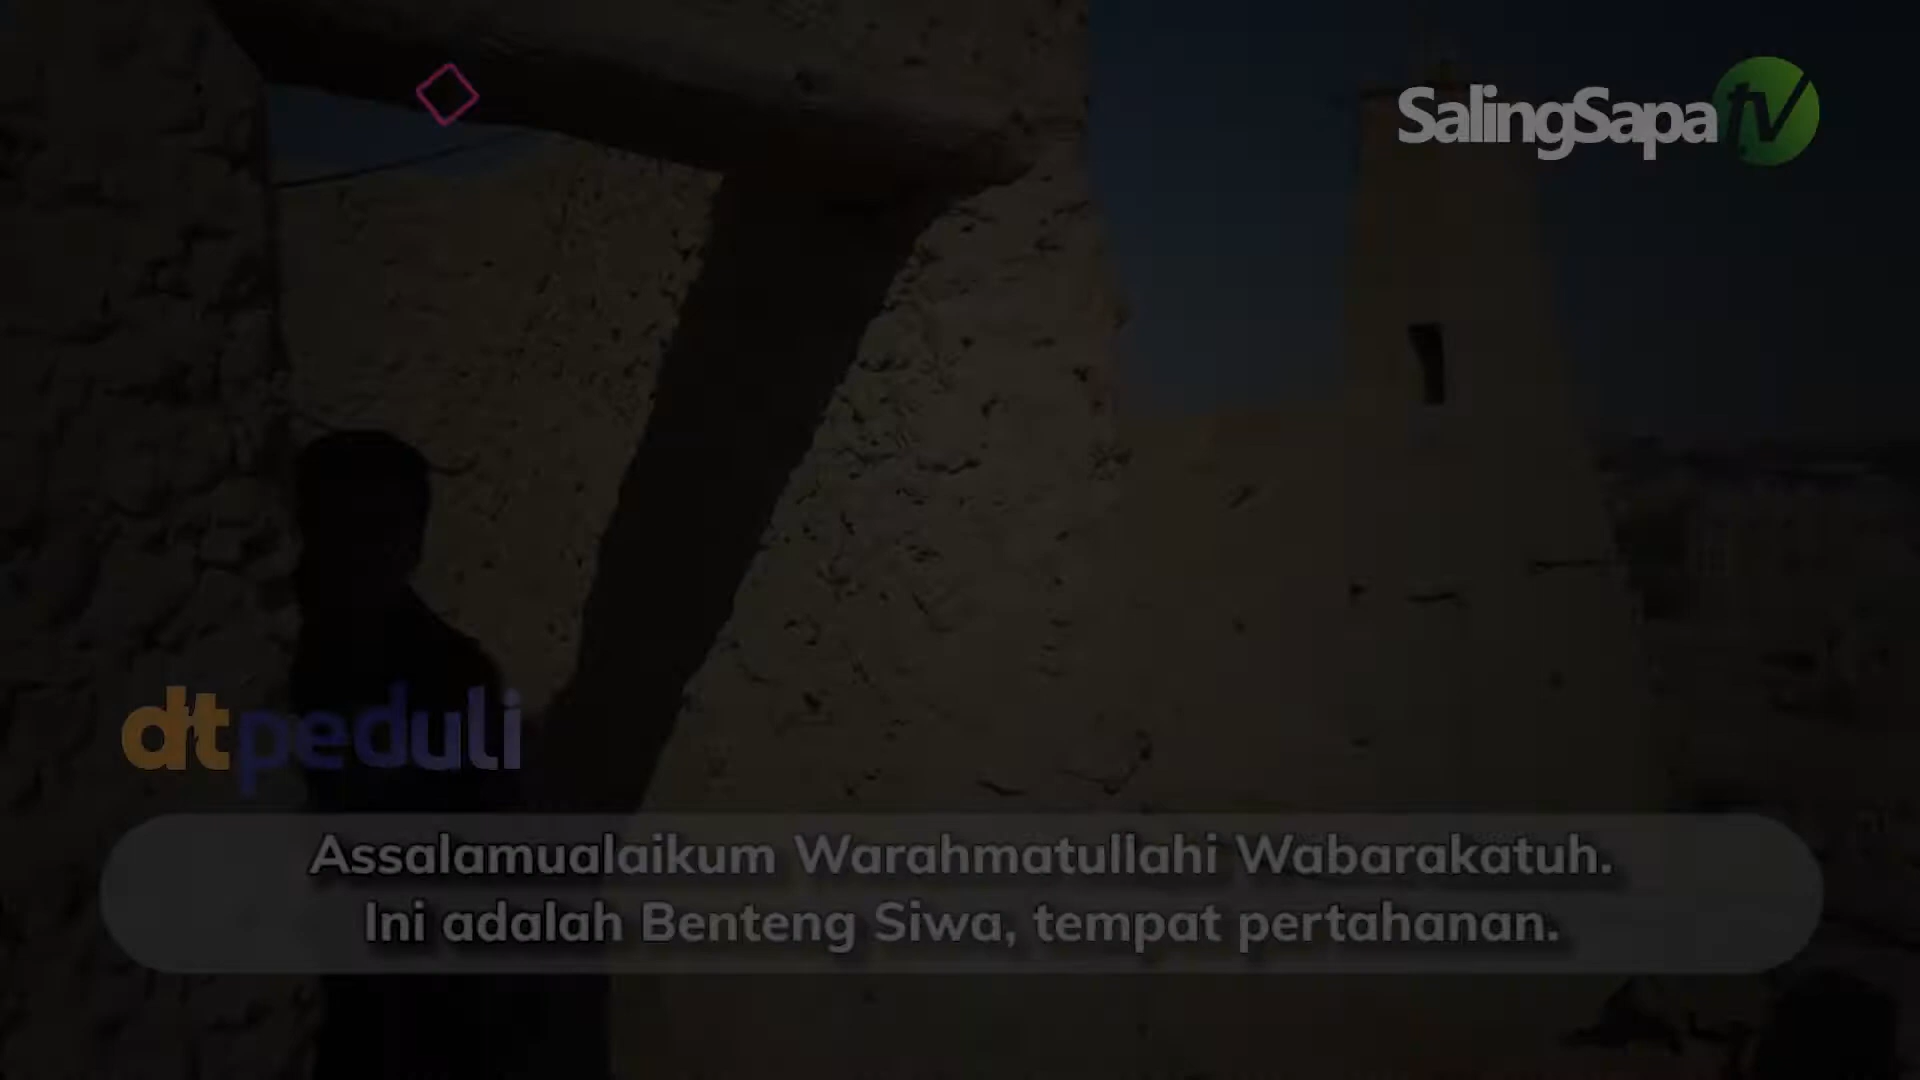 SalingSapa tv
dtpeduli
Assalamualaikum Warahmatullahi Wabarakatuh.
Ini adalah Benteng Siwa, tempat pertahanan.